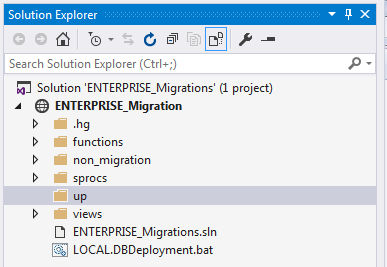 Solution Explorer
Search Solution Explorer (Ctrl+;)
Solution 'ENTERPRISE_Migrations' (1 project)
ENTERPRISE_Migration
.hg
functions
non_migration
sprocs
up
views
ENTERPRISE_Migrations.sln
LOCAL.DBDeployment.bat